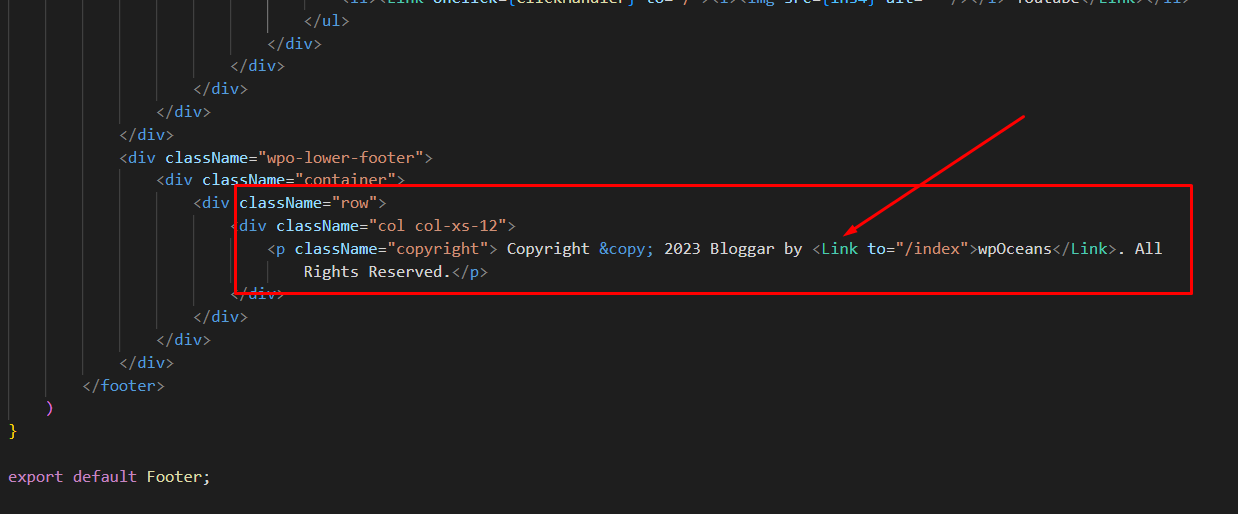 </ul>
</div>
</div>
</div>
</div>
</div>
<div className="wpo-lower-footer">
<div className="container">
<div className="row">
<div className="col col-xs-12">
<p className="copyright"> Copyright &copy; 2023 Bloggar by <Link to="/index">wpOceans</Link>. All
Rights Reserved.</p>
</div>
</div>
</div>
</div>
</footer>
)
}
export default Footer;